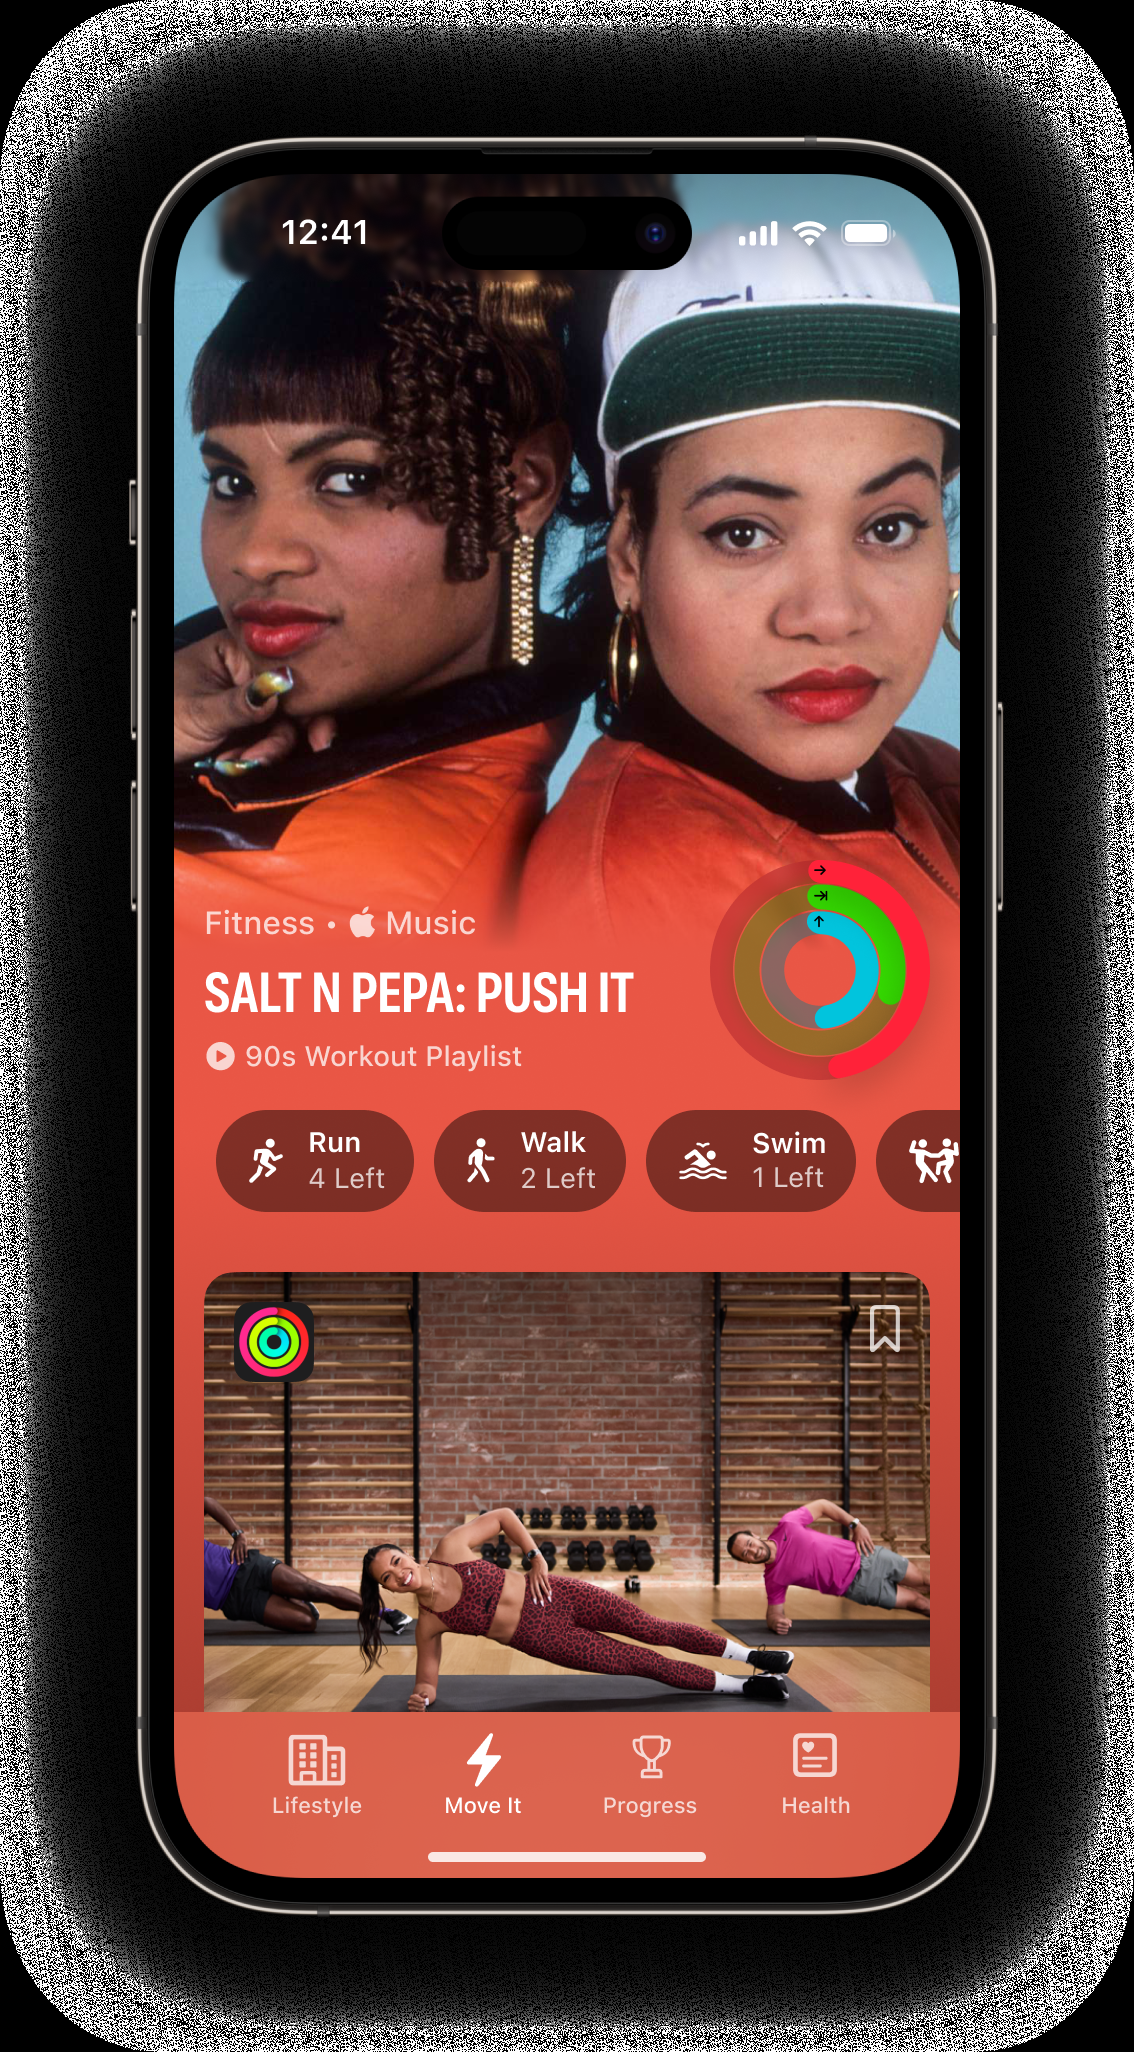 12:41
Fitness • Music
SALT N PEPA: PUSH IT
90s Workout Playlist
Run
4 Left
Walk
2 Left
Swim
1 Left
Lifestyle
Move It
Progress
Health